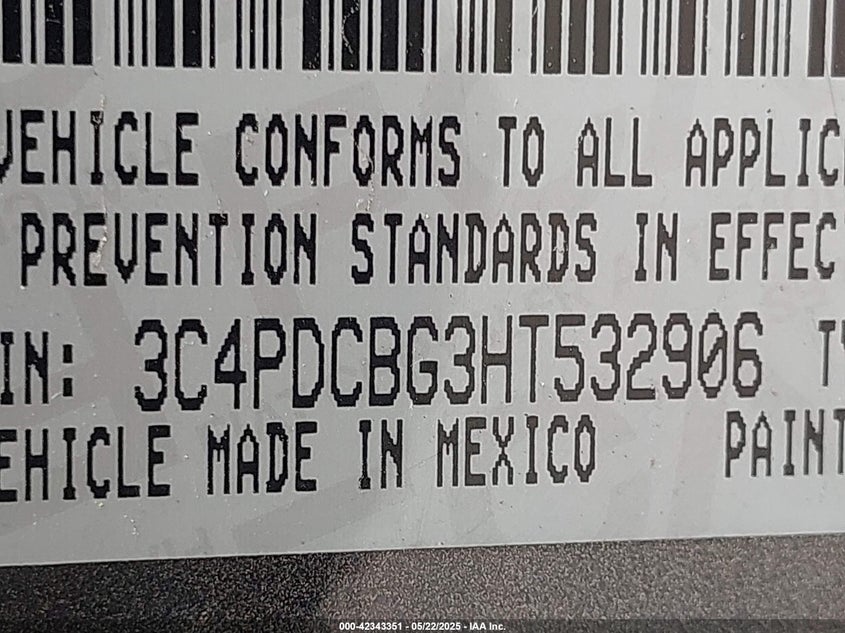 VEHICLE CONFORMS TO ALL APPLIC
PREVENTION STANDARDS IN EFFEC
IN: 3C4PDCBG3HT532906 TY
EHICLE MADE IN MEXICO PAINT
000-42343351 - 05/22/2025 - IAA Inc.